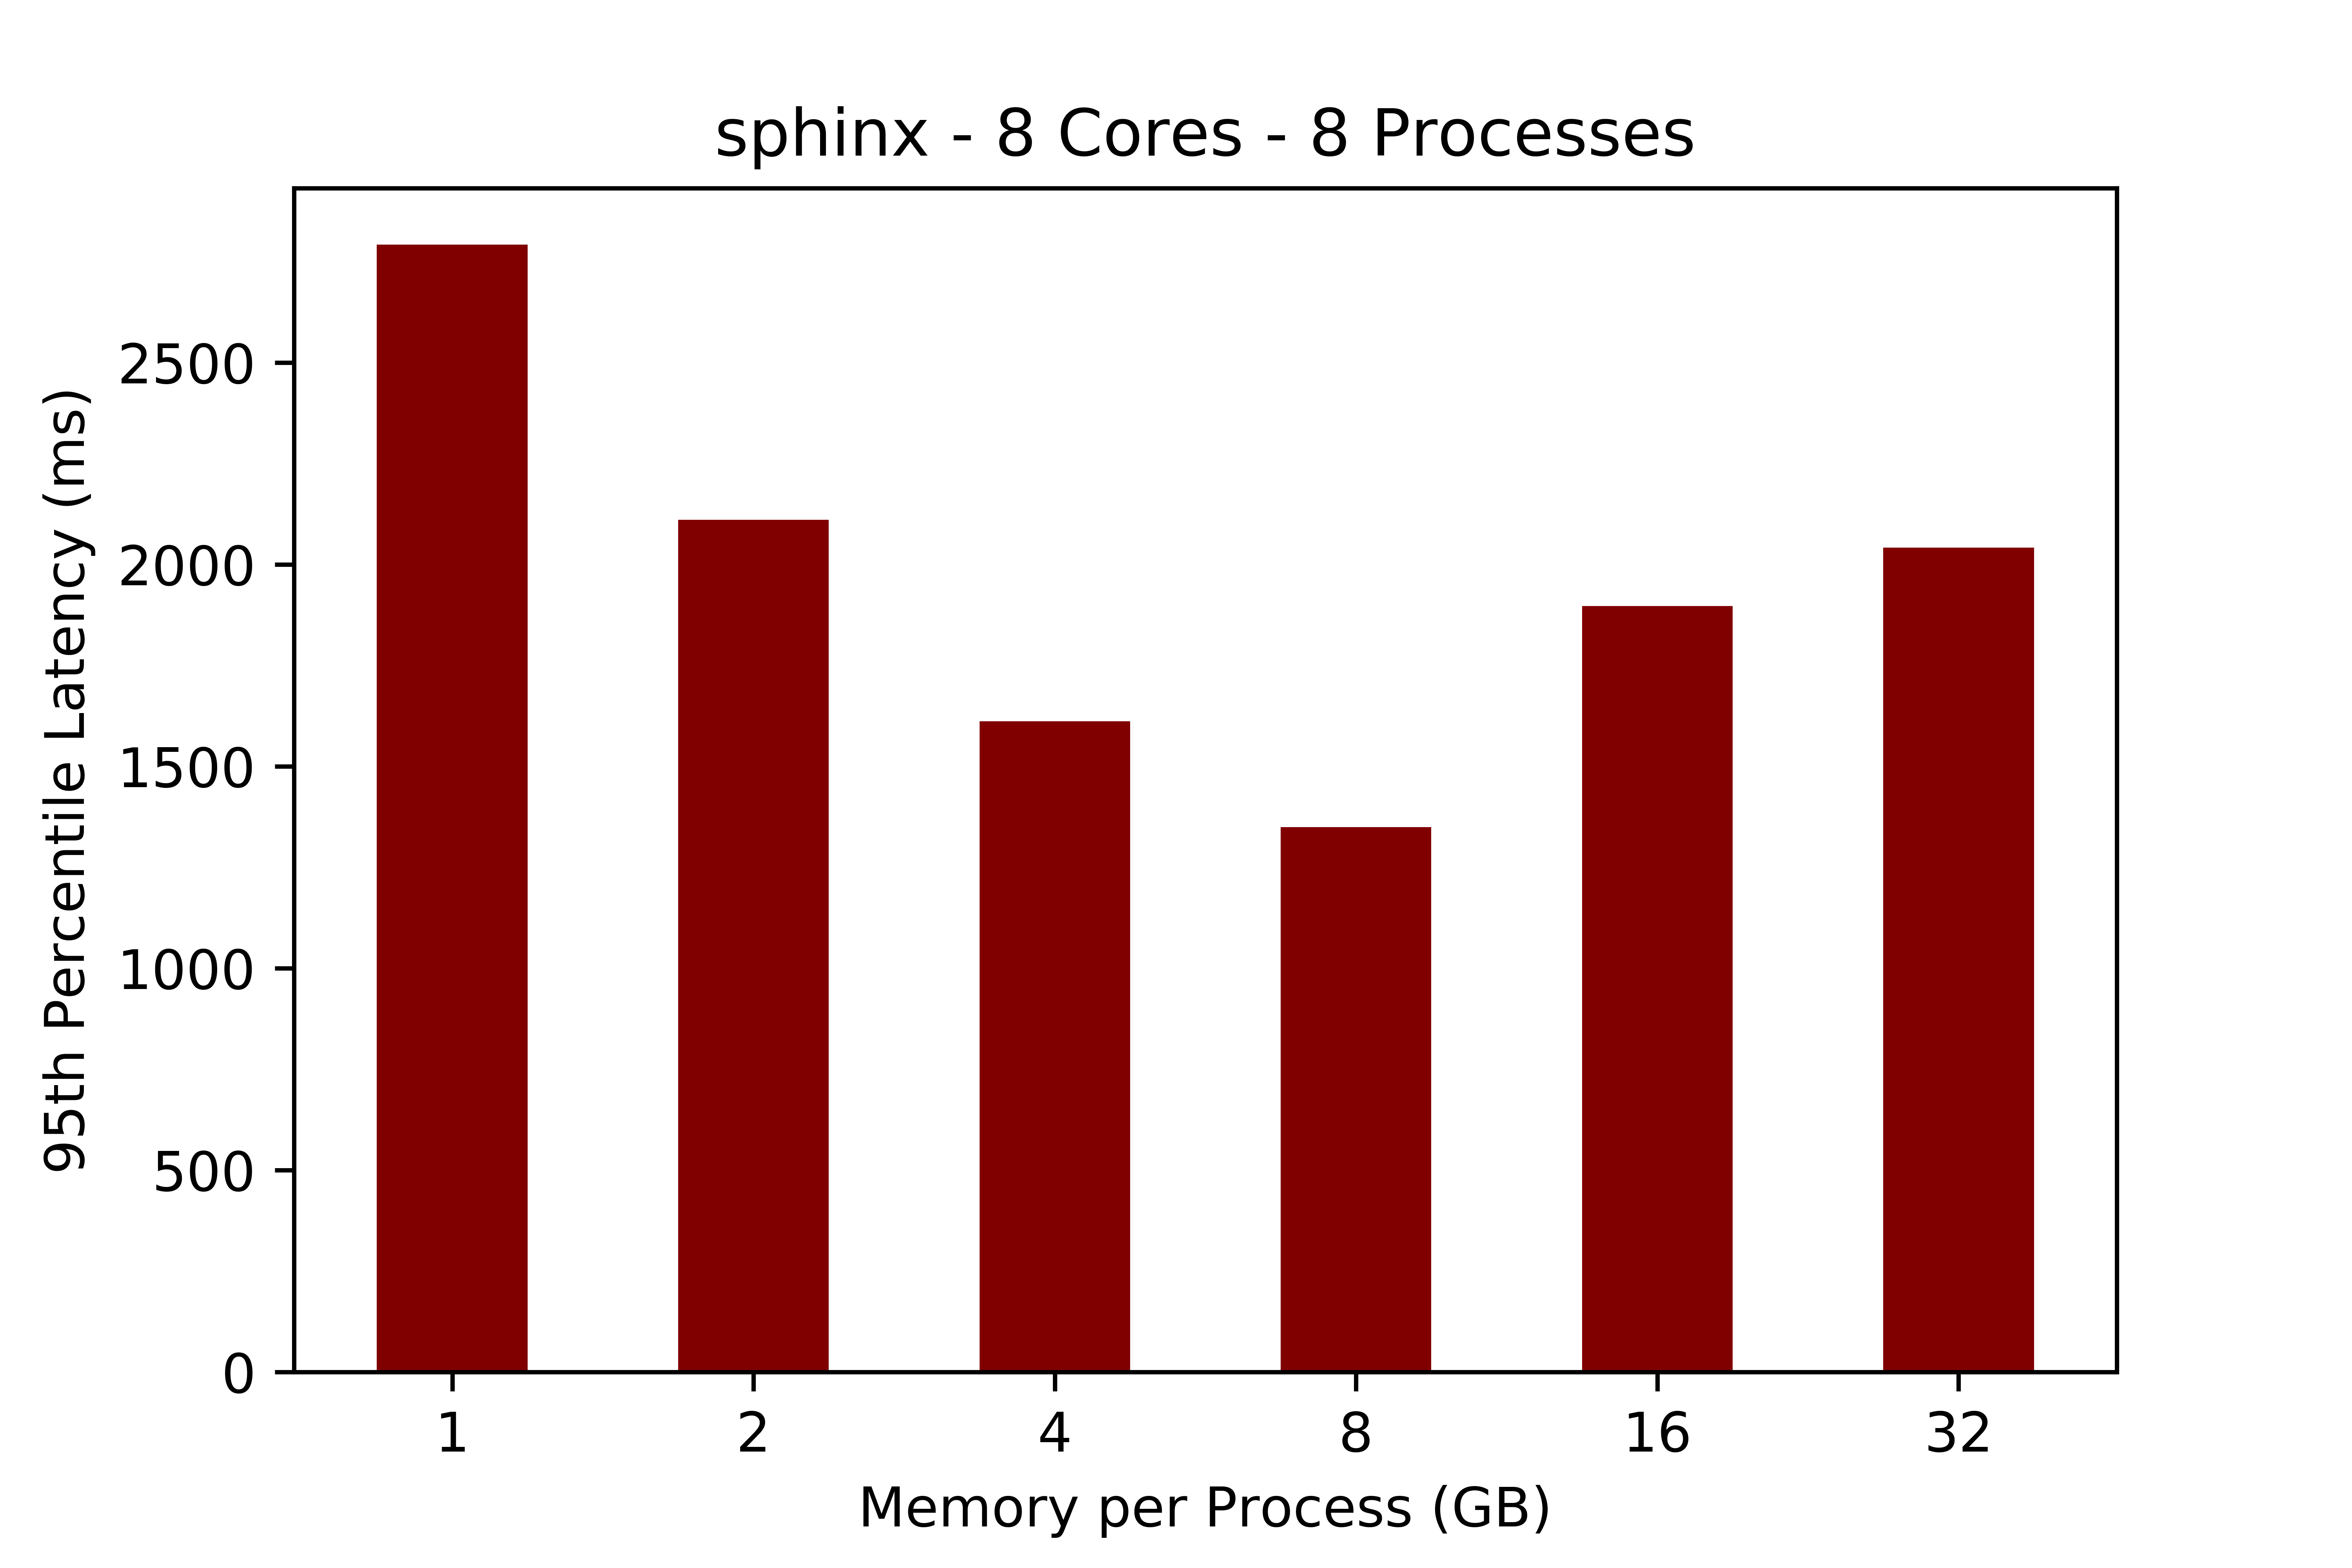 sphinx - 8 Cores - 8 Processes
95th Percentile Latency (ms)
2500
2000
1500
1000
500
0
1 2 4 8 16 32
Memory per Process (GB)